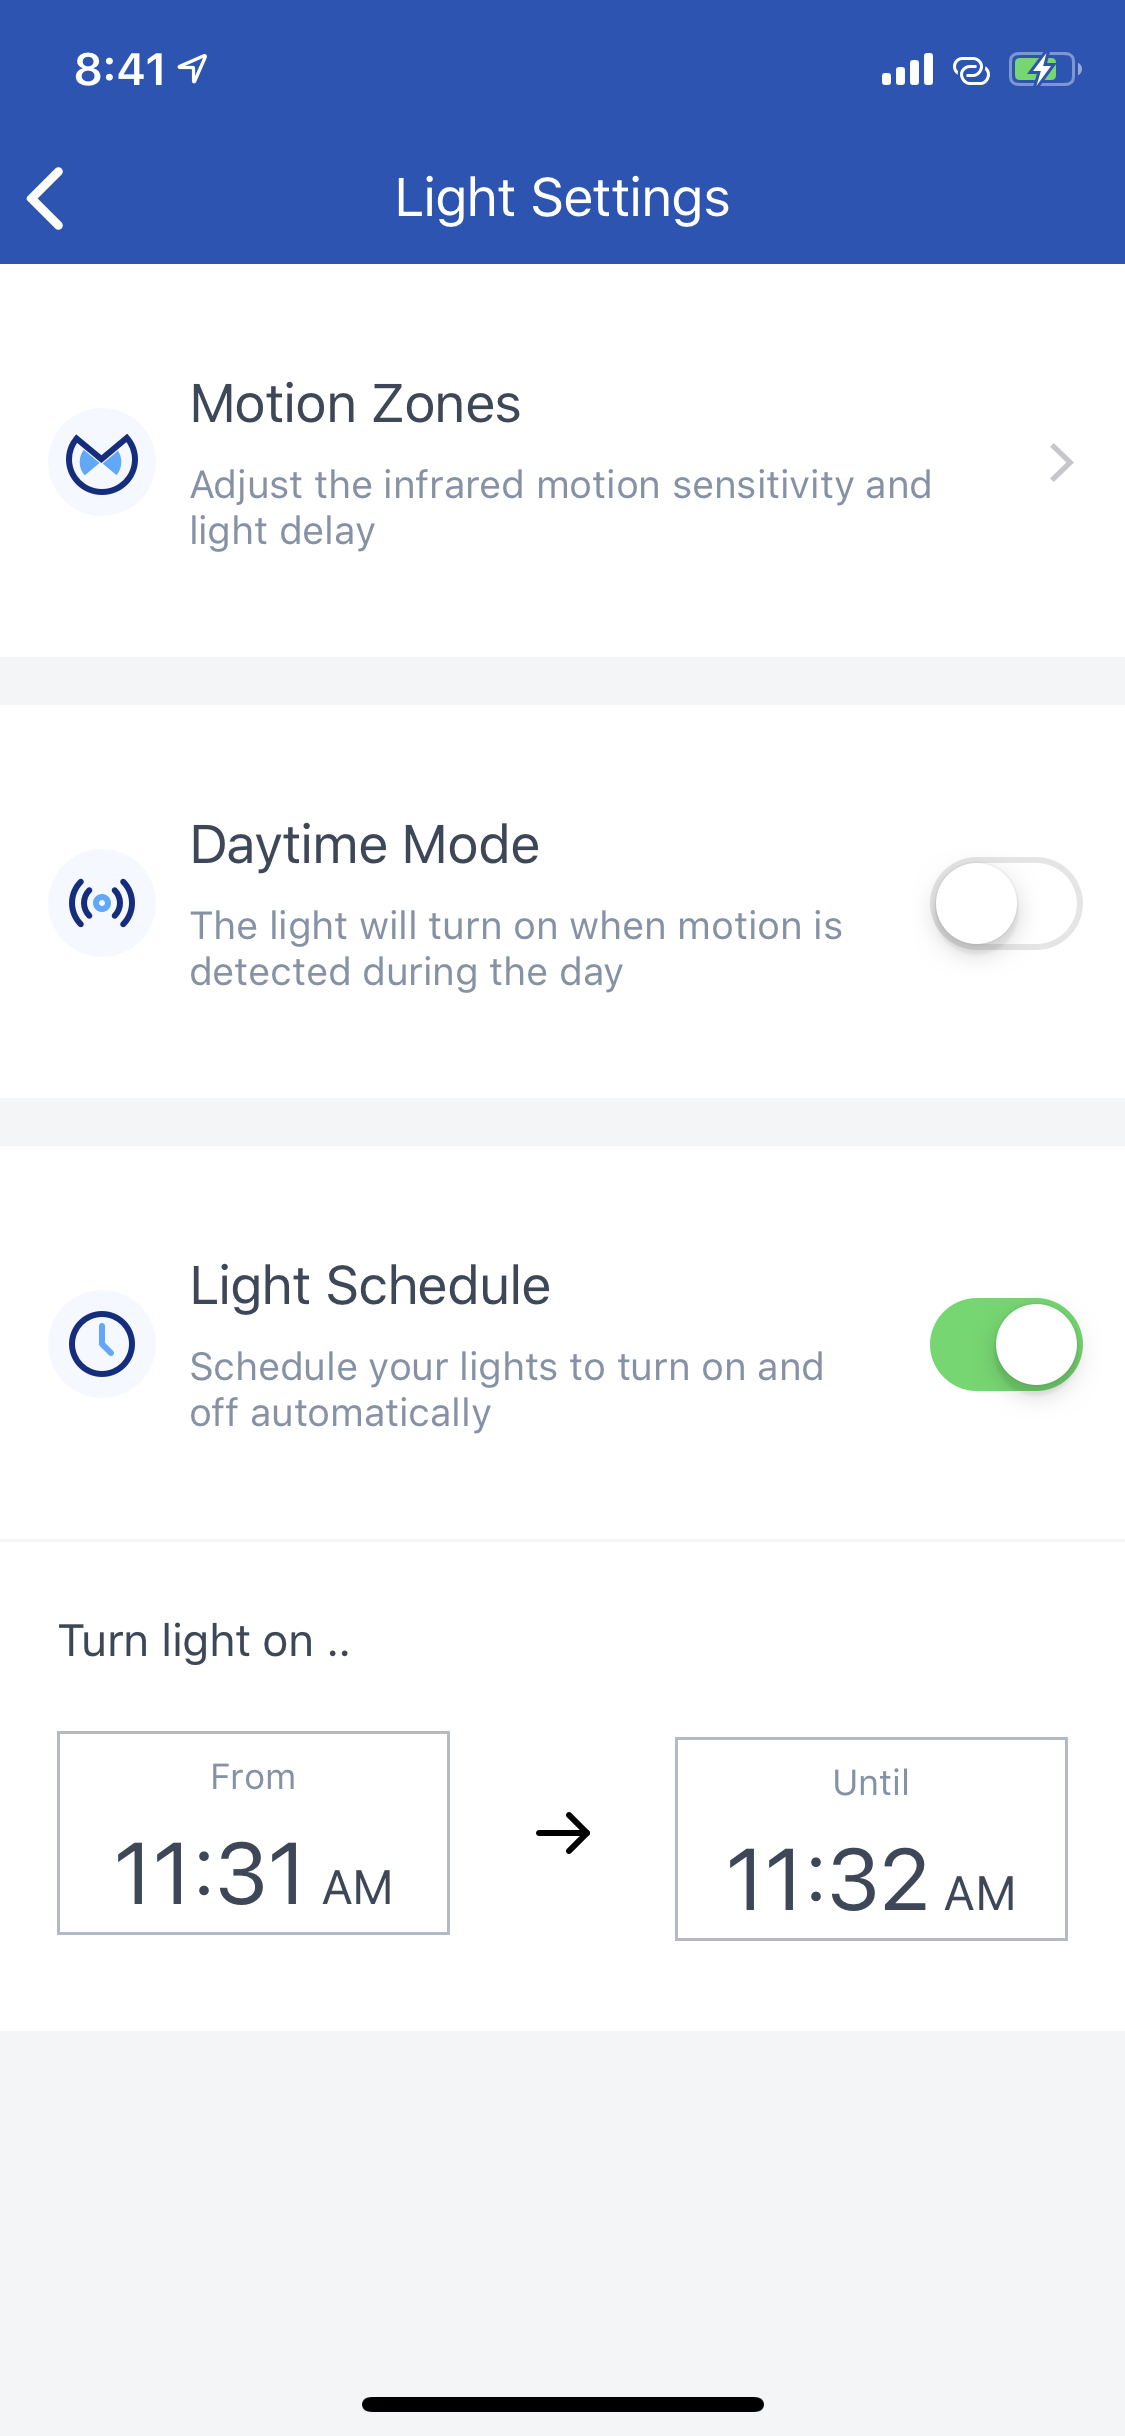 8:41
Light Settings
Motion Zones
Adjust the infrared motion sensitivity and
light delay
Daytime Mode
The light will turn on when motion is
detected during the day
Light Schedule
Schedule your lights to turn on and
off automatically
Turn light on ..
From
11:31 AM
Until
11:32 AM